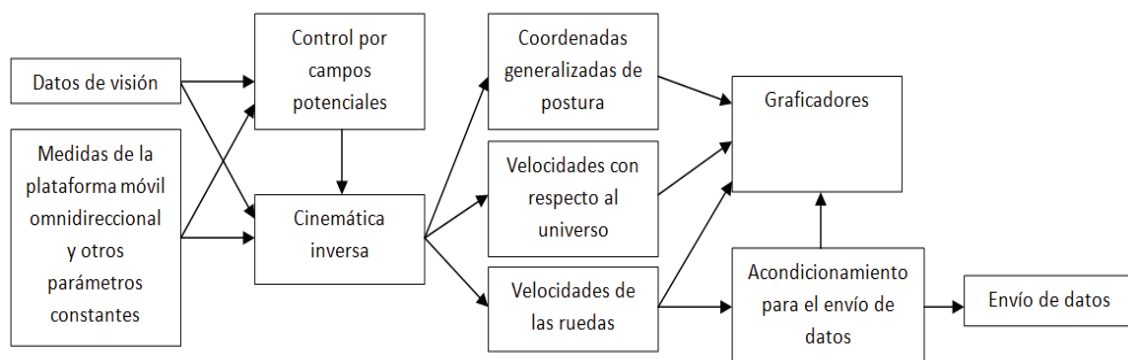 Datos de visión
Medidas de la
plataforma móvil
omnidireccional
y otros
parámetros
constantes
Control por
campos
potenciales
Cinemática
inversa
Coordenadas
generalizadas de
postura
Velocidades con
respecto al
universo
Velocidades de
las ruedas
Graficadores
Acondicionamiento
para el envío de
datos
Envío de datos